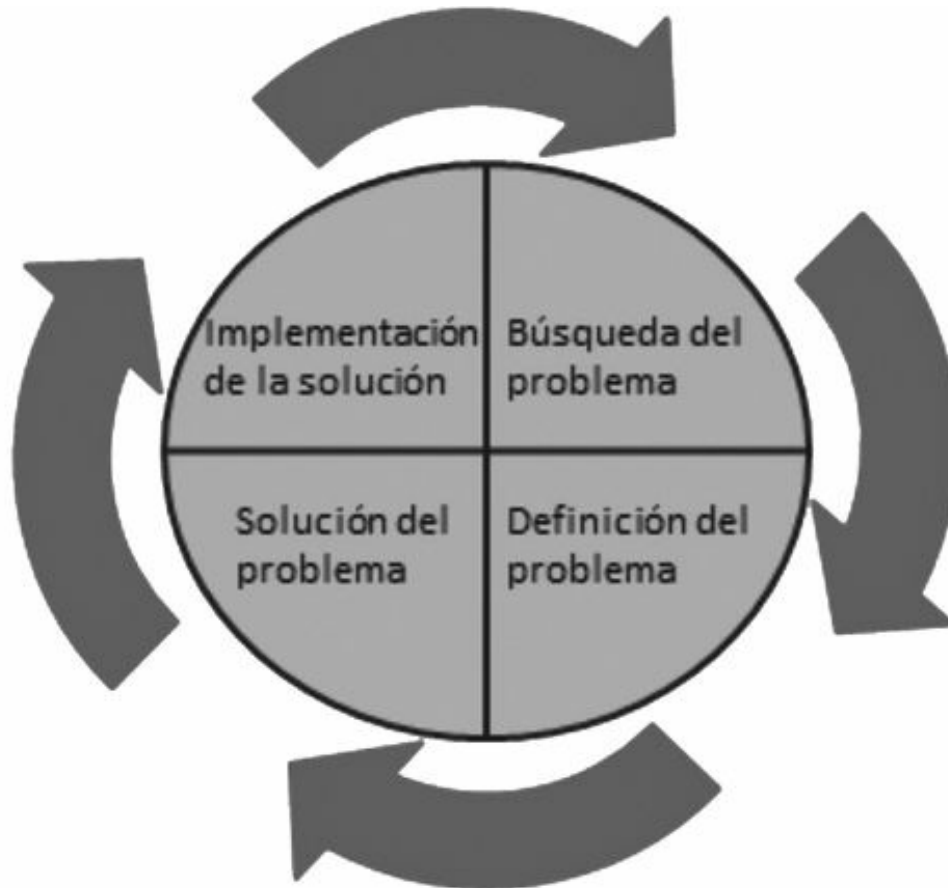 Implementación
de la solución
Búsqueda del
problema
Solución del
problema
Definición del
problema